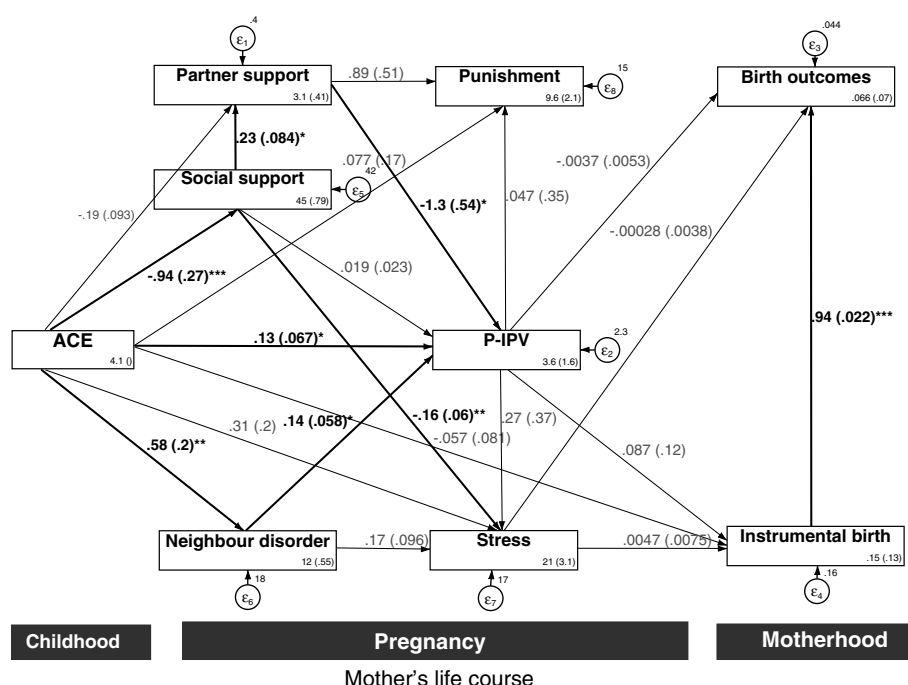 .4
ε1
.044
ε3
Partner support
3.1 (.41)
.89 (.51)
Punishment
9.6 (2.1)
15
ε8
Birth outcomes
.066 (.07)
.23 (.084)*
.077 (.17)
-.0037 (.0053)
Social support
45 (.79)
42
ε5
-1.3 (.54)*
.047 (.35)
-.19 (.093)
-.00028 (.0038)
-.94 (.27)***
.019 (.023)
ACE
4.1 ()
.13 (.067)*
P-IPV
3.6 (1.6)
2.3
ε2
.94 (.022)***
.58 (.2)**
.31 (.2)
.14 (.058)*
-.16 (.06)**
.27 (.37)
-.057 (.081)
.087 (.12)
Neighbour disorder
12 (.55)
.17 (.096)
Stress
21 (3.1)
.0047 (.0075)
Instrumental birth
.15 (.13)
18
ε6
17
ε7
.16
ε4
Childhood
Pregnancy
Motherhood
Mother's life course